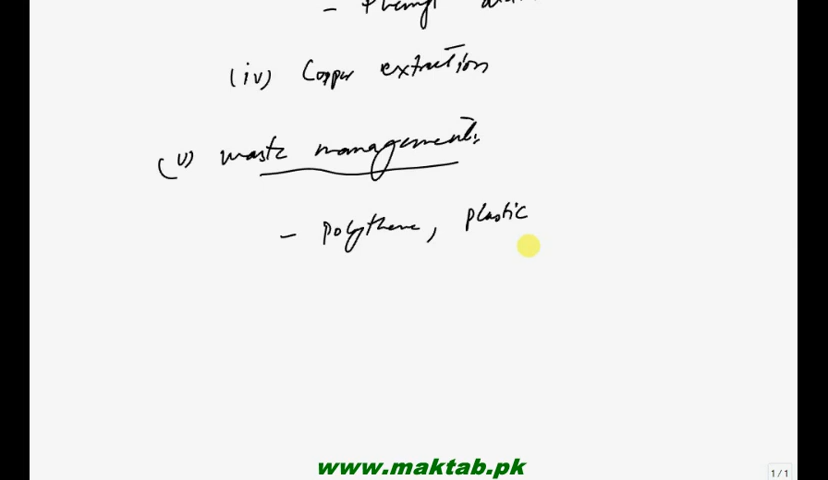 -
(iv) Copper extraction
(v) waste management.
- polythene, plastic
www.maktab.pk
1/1